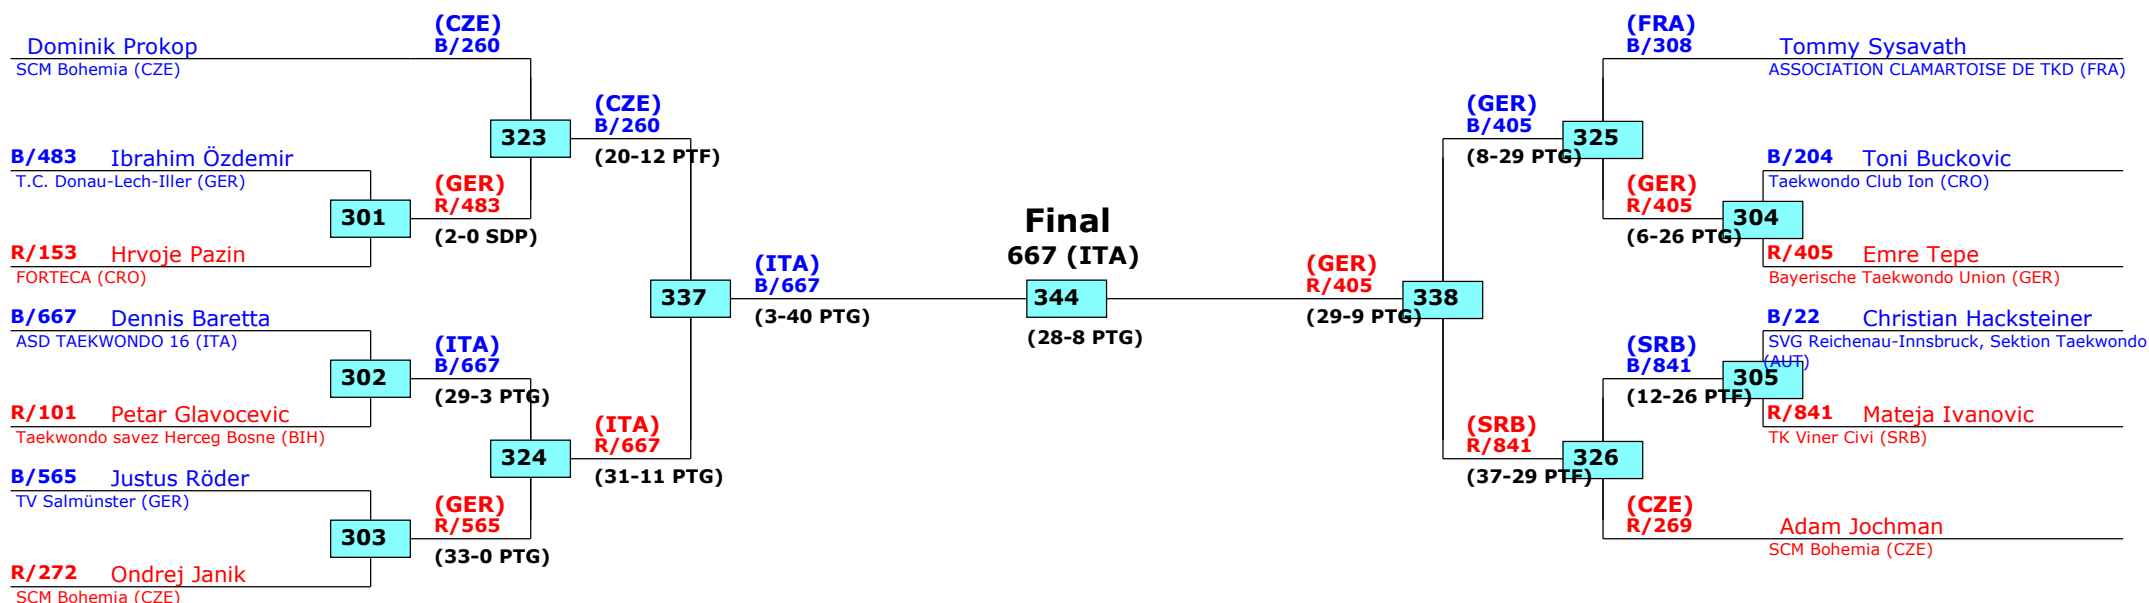 (CZE)
B/260
Dominik Prokop
SCM Bohemia (CZE)
323
(CZE)
B/260
(20-12 PTF)
B/483 Ibrahim Özdemir
T.C. Donau-Lech-Iller (GER)
301
(GER)
R/483
(2-0 SDP)
R/153 Hrvoje Pazin
FORTECA (CRO)
337
(ITA)
B/667
(3-40 PTG)
B/667 Dennis Baretta
ASD TAEKWONDO 16 (ITA)
302
(ITA)
B/667
(29-3 PTG)
R/101 Petar Glavocevic
Taekwondo savez Herceg Bosne (BIH)
324
(ITA)
R/667
(31-11 PTG)
B/565 Justus Röder
TV Salmünster (GER)
303
(GER)
R/565
(33-0 PTG)
R/272 Ondrej Janik
SCM Bohemia (CZE)
Final
667 (ITA)
344
(28-8 PTG)
(FRA)
B/308
Tommy Sysavath
ASSOCIATION CLAMARTOISE DE TKD (FRA)
(GER)
B/405
(8-29 PTG)
325
B/204 Toni Buckovic
Taekwondo Club Ion (CRO)
(GER)
R/405
(6-26 PTG)
304
R/405 Emre Tepe
Bayerische Taekwondo Union (GER)
(GER)
R/405
(29-9 PTG)
338
B/22 Christian Hacksteiner
SVG Reichenau-Innsbruck, Sektion Taekwondo
(AUT)
(SRB)
B/841
(12-26 PTF)
305
R/841 Mateja Ivanovic
TK Viner Civi (SRB)
(SRB)
R/841
(37-29 PTF)
326
(CZE)
R/269
Adam Jochman
SCM Bohemia (CZE)